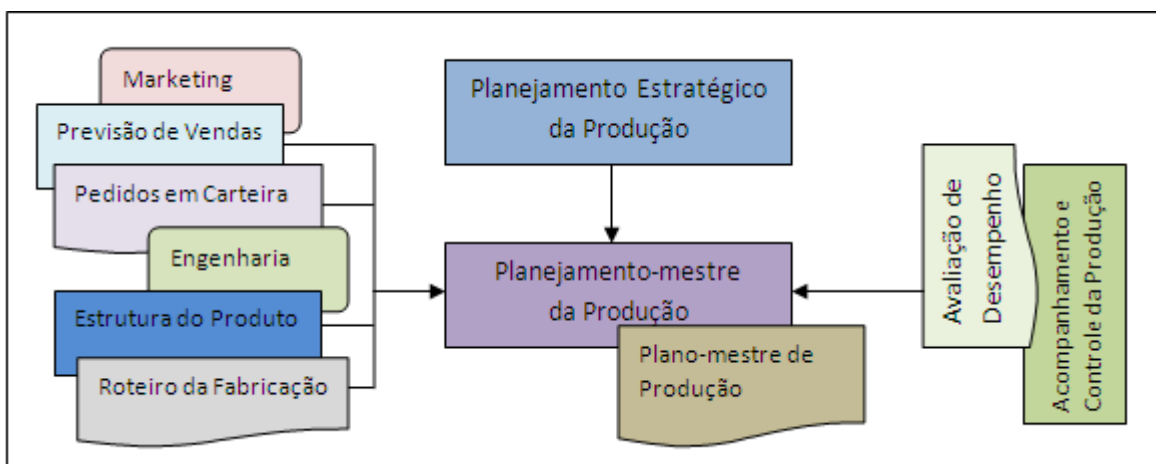 Marketing
Previsão de Vendas
Pedidos em Carteira
Engenharia
Estrutura do Produto
Roteiro da Fabricação
Planejamento Estratégico
da Produção
Planejamento-mestre
da Produção
Plano-mestre de
Produção
Avaliação de
Desempenho
Acompanhamento e
Controle da Produção